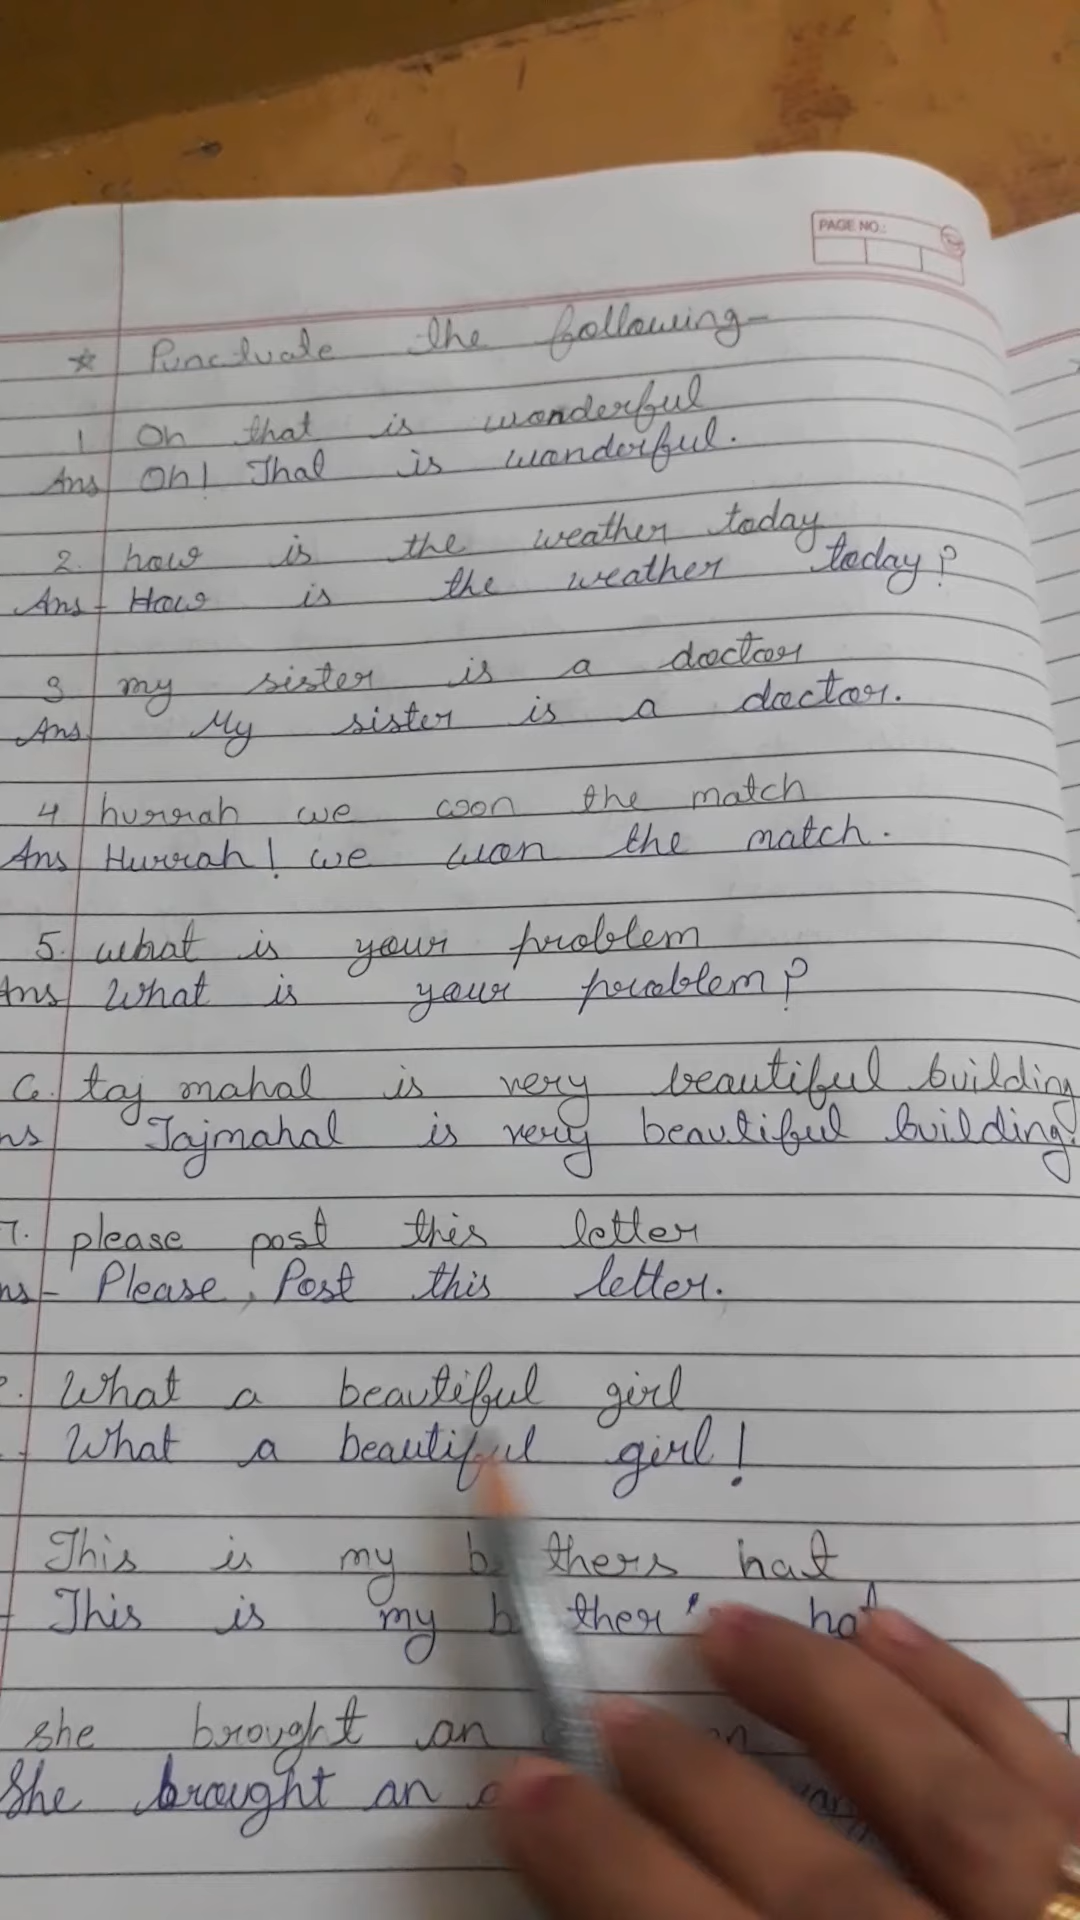 PAGE NO.:
☆ Punctuate the following-
1 Oh that is wonderful
Ans Oh! That is wonderful.
2. how is the weather today
Ans- How is the weather today?
3 my sister is a doctor
Ans My sister is a doctor.
4 hurrah we won the match
Ans Hurrah! we won the match.
5. what is your problem
Ans What is your problem?
6. taj mahal is very beautiful building
ns Tajmahal is very beautiful building.
7. please post this letter
ns- Please, Post this letter.
What a beautiful girl
- What a beautiful girl!
This is my thers hat
- This is my ther's
she brought an
She brought an